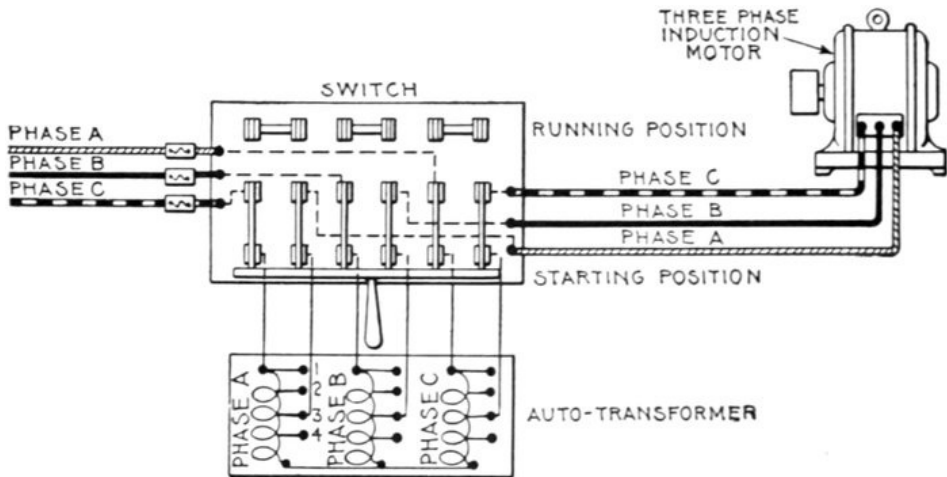 THREE PHASE
INDUCTION
MOTOR
SWITCH
PHASE A
RUNNING POSITION
PHASE B
PHASE C
PHASE C
PHASE B
PHASE A
STARTING POSITION
PHASE A
1
2
3
4
PHASE B
PHASE C
AUTO-TRANSFORMER